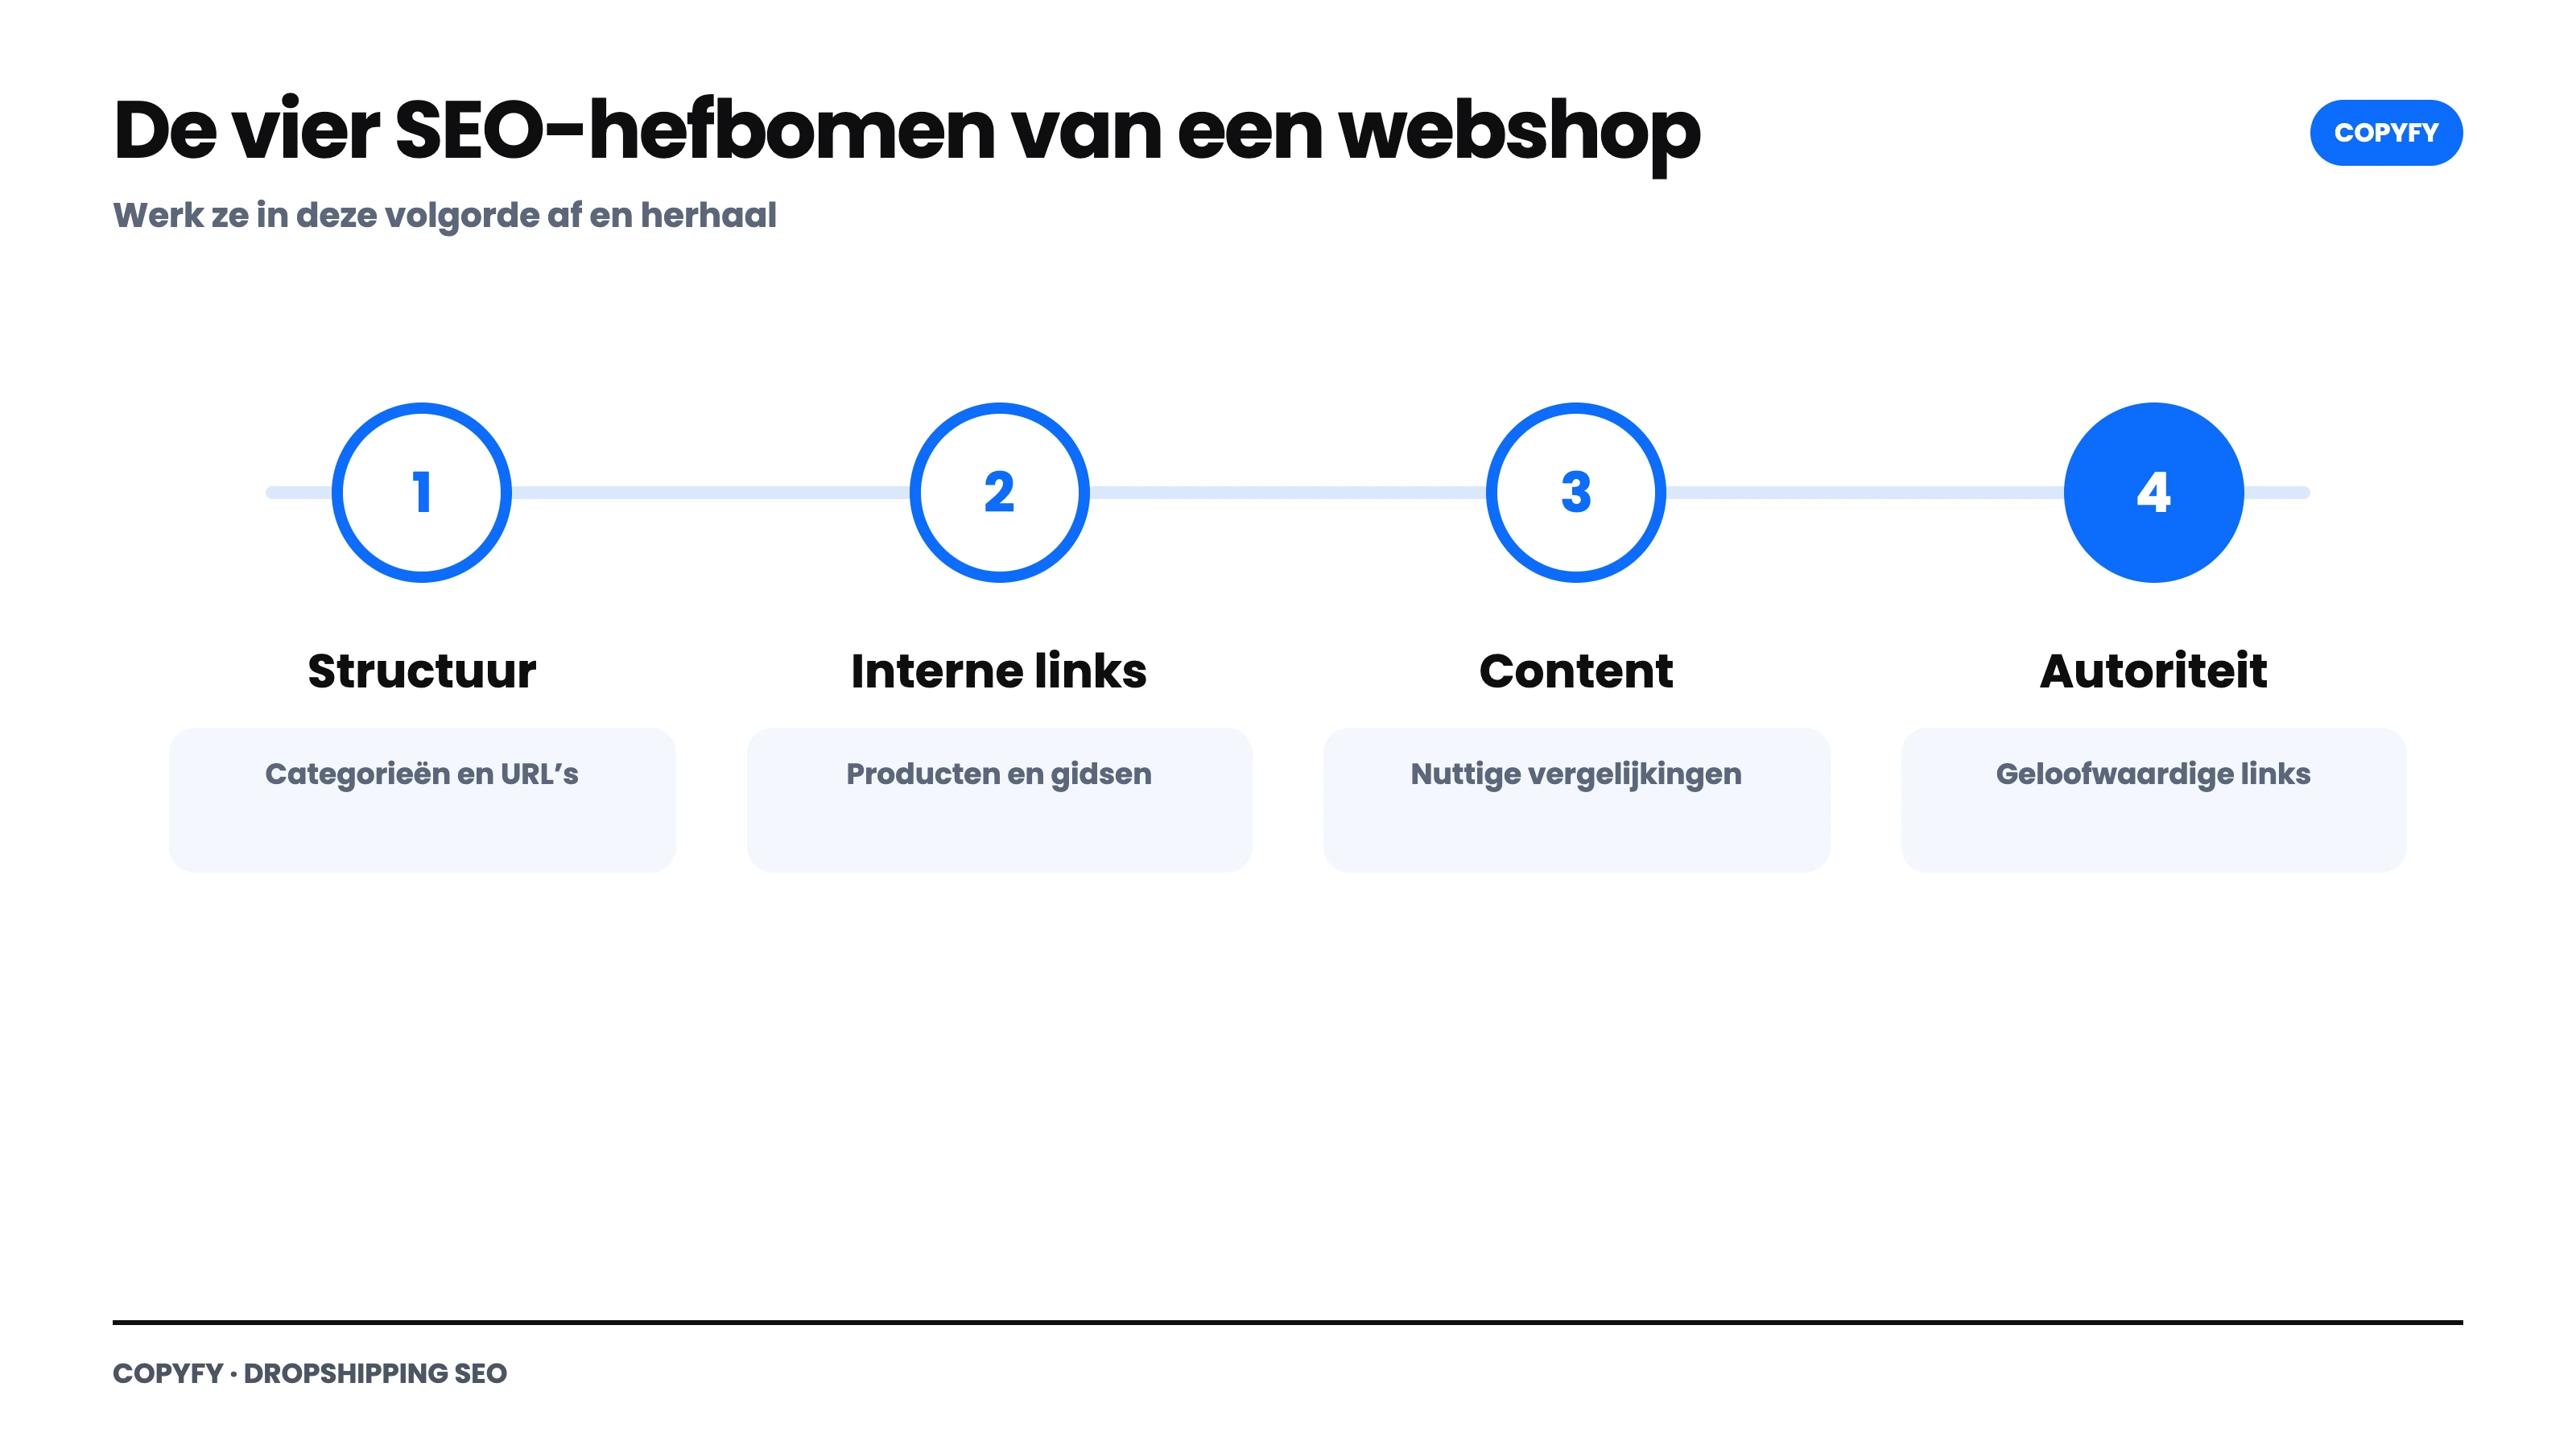 De vier SEO-hefbomen van een webshop
COPYFY
Werk ze in deze volgorde af en herhaal
1
2
3
4
Structuur
Interne links
Content
Autoriteit
Categorieën en URL’s
Producten en gidsen
Nuttige vergelijkingen
Geloofwaardige links
COPYFY · DROPSHIPPING SEO